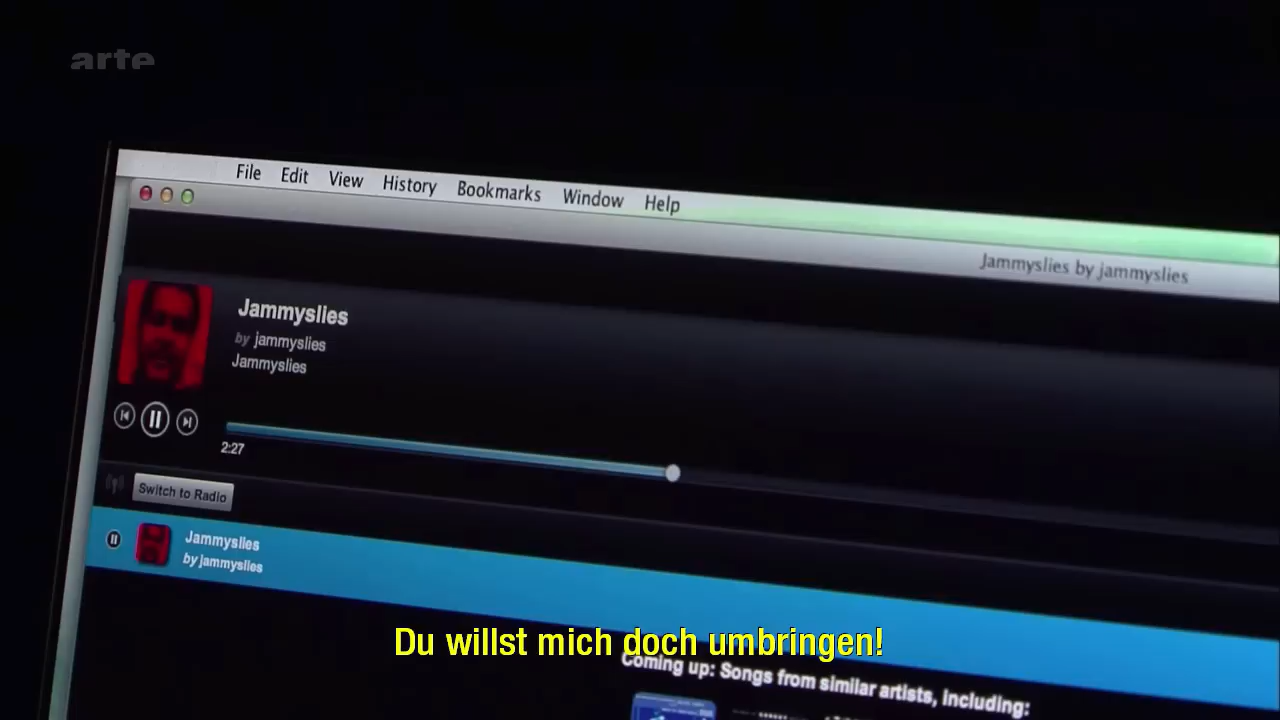 arte
File Edit View History Bookmarks Window Help
Jammyslies by jammyslies
Jammyslies
by jammyslies
Jammyslies
2:27
Switch to Radio
Jammyslies
by jammyslies
Du willst mich doch umbringen!
Coming up: Songs from similar artists, including: